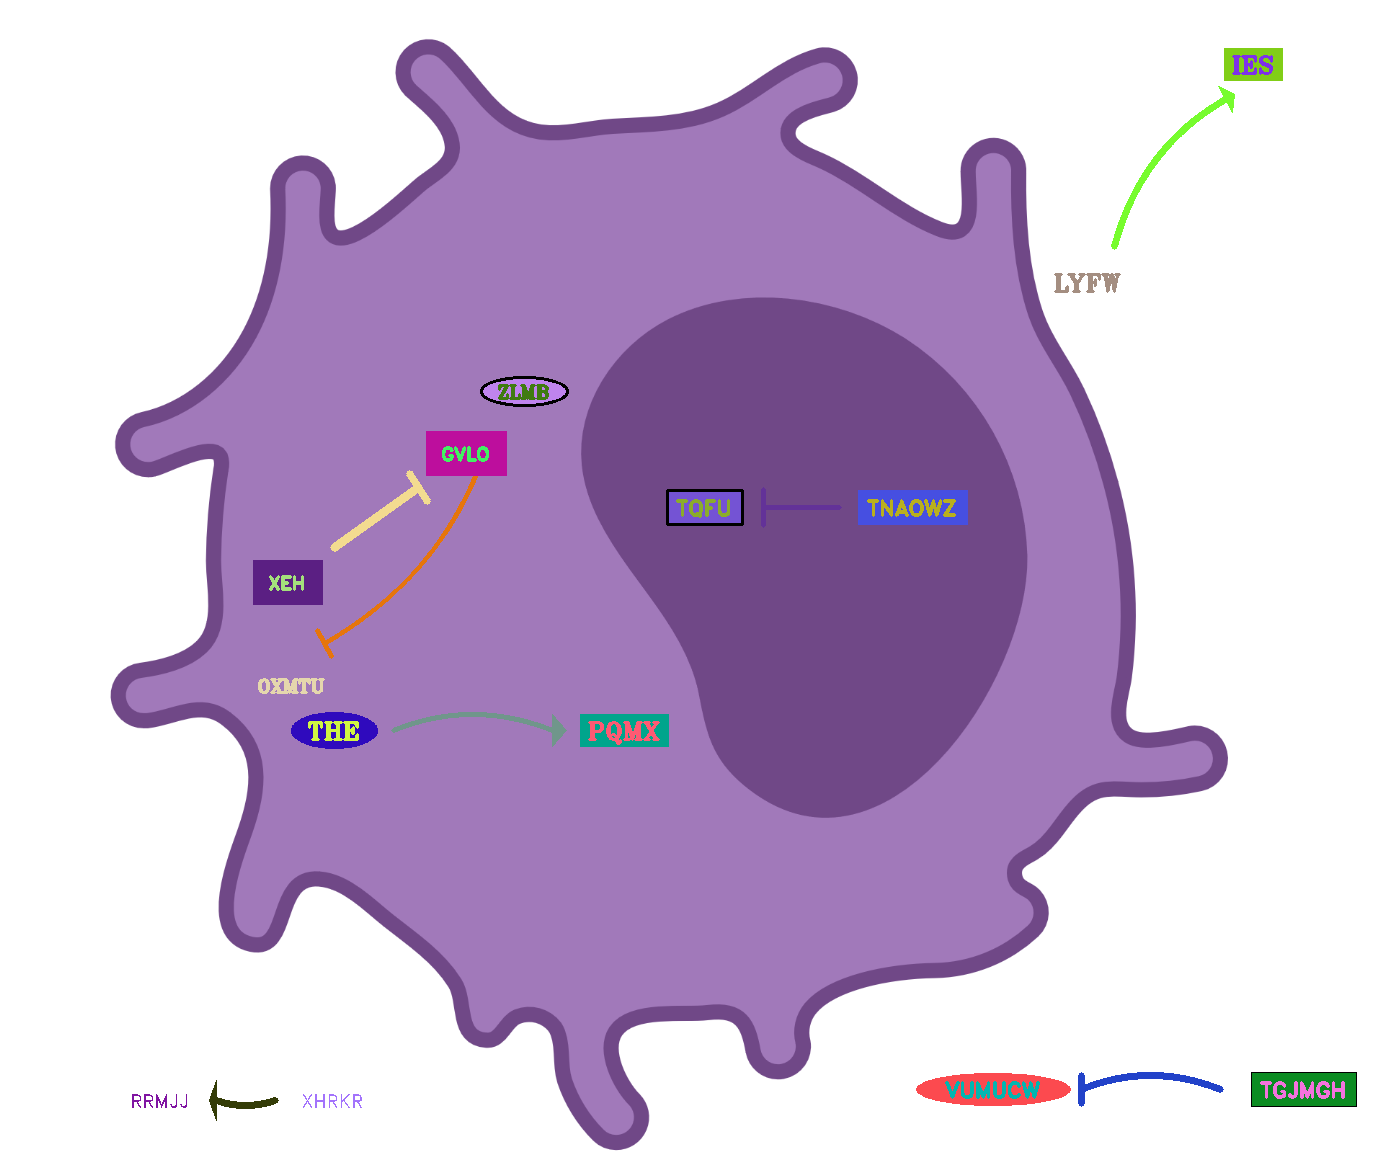 IES
LYFW
ZLMB
GVLO
TQFU
TNAOWZ
XEH
OXMTU
THE
PQMX
VUMUCW
TGJMGH
RRMJJ
XHRKR